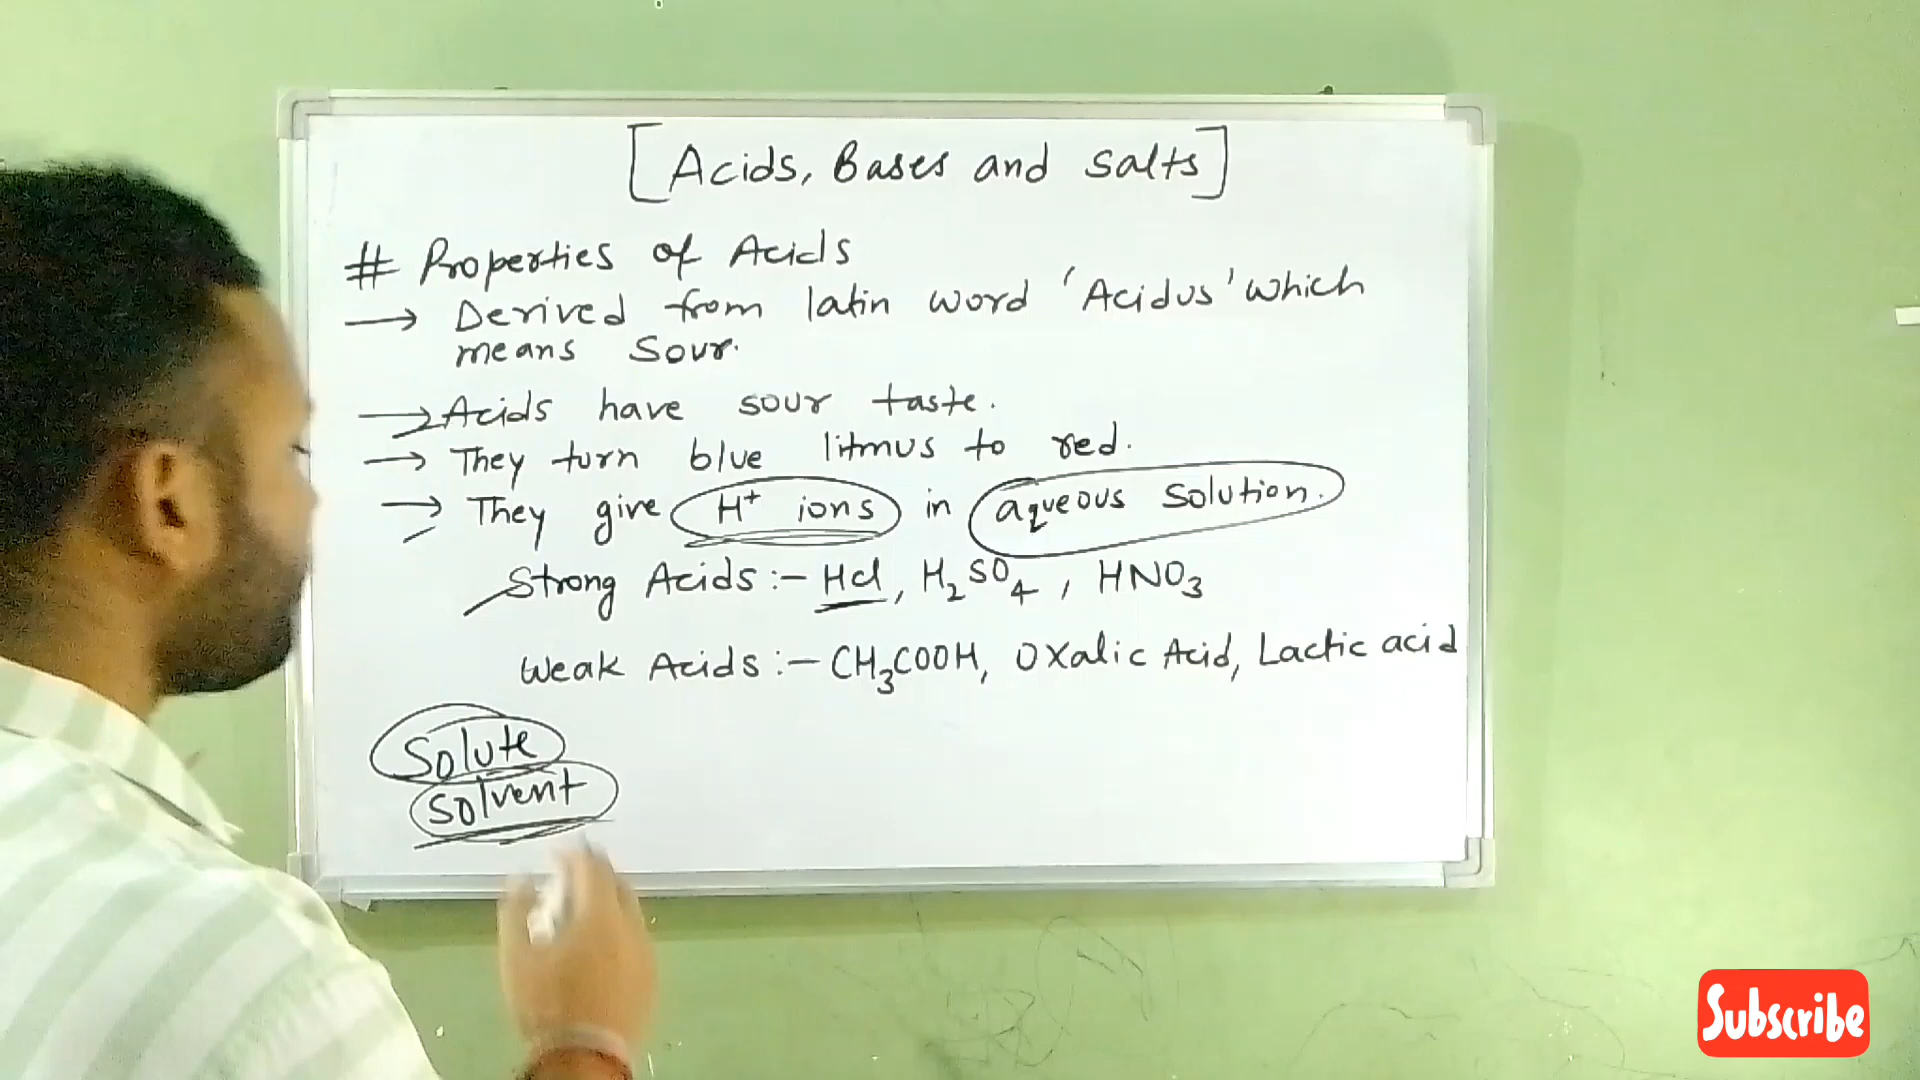 [Acids, Bases and Salts]
# Properties of Acids
→ Derived from latin word 'Acidus' which
means sour.
→ Acids have sour taste.
→ They turn blue litmus to red.
→ They give H⁺ ions in aqueous solution.
Strong Acids :- Hcl, H₂SO₄, HNO₃
Weak Acids :- CH₃COOH, Oxalic Acid, Lactic acid
Solute
Solvent
Subscribe